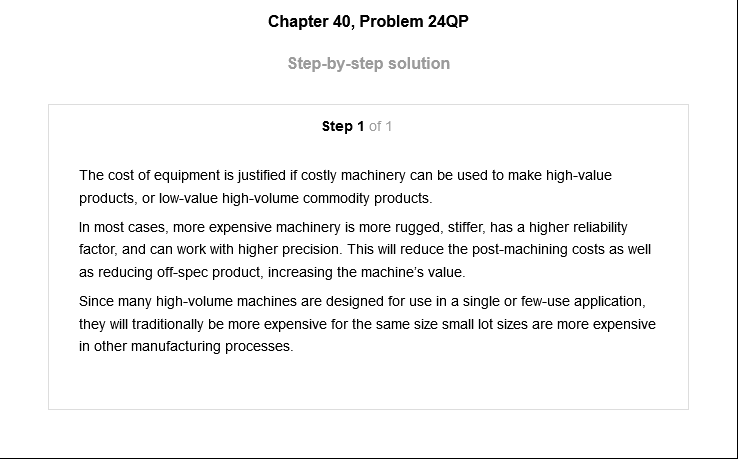 Chapter 40, Problem 24QP
Step-by-step solution
Step 1 of 1
The cost of equipment is justified if costly machinery can be used to make high-value
products, or low-value high-volume commodity products.
In most cases, more expensive machinery is more rugged, stiffer, has a higher reliability
factor, and can work with higher precision. This will reduce the post-machining costs as well
as reducing off-spec product, increasing the machine's value.
Since many high-volume machines are designed for use in a single or few-use application,
they will traditionally be more expensive for the same size small lot sizes are more expensive
in other manufacturing processes.